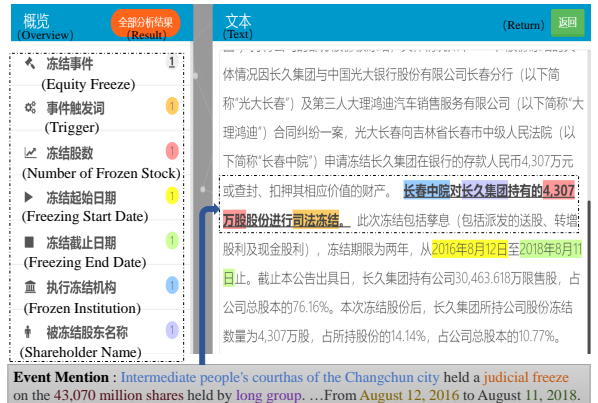 概览
(Overview)
全部分析结果
(Result)
冻结事件 1
(Equity Freeze)
事件触发词 1
(Trigger)
冻结股数 1
(Number of Frozen Stock)
冻结起始日期 1
(Freezing Start Date)
冻结截止日期 1
(Freezing End Date)
执行冻结机构 1
(Frozen Institution)
被冻结股东名称 1
(Shareholder Name)
文本
(Text)
(Return) 返回
体情况因长久集团与中国光大银行股份有限公司长春分行（以下简
称“光大长春”）及第三人大理鸿迪汽车销售服务有限公司（以下简称“大
理鸿迪”）合同纠纷一案，光大长春向吉林省长春市中级人民法院（以
下简称“长春中院”）申请冻结长久集团在银行的存款人民币4,307万元
或查封、扣押其相应价值的财产。 长春中院对长久集团持有的4,307
万股股份进行司法冻结。 此次冻结包括孳息（包括派发的送股、转增
股利及现金股利），冻结期限为两年，从2016年8月12日至2018年8月11
日止。截止本公告出具日，长久集团持有公司30,463.618万限售股，占
公司总股本的76.16%。本次冻结股份后，长久集团所持公司股份冻结
数量为4,307万股，占所持股份的14.14%，占公司总股本的10.77%。
Event Mention : Intermediate people's courthas of the Changchun city held a judicial freeze
on the 43,070 million shares held by long group. …From August 12, 2016 to August 11, 2018.